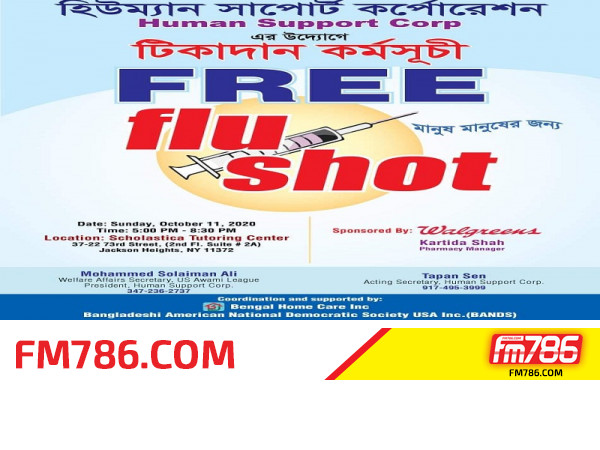 হিউম্যান সাপোর্ট কর্পোরেশন
Human Support Corp
এর উদ্যোগে
টিকাদান কর্মসূচী
FREE
flu
shot
মানুষ মানুষের জন্য
Date: Sunday, October 11, 2020
Time: 5:00 PM - 8:30 PM
Location: Scholastica Tutoring Center
37-22 73rd Street, (2nd Fl. Suite # 2A)
Jackson Heights, NY 11372
Sponsored By: Walgreens
Kartida Shah
Pharmacy Manager
Mohammed Solaiman Ali
Welfare Affairs Secretary, US Awami League
President, Human Support Corp.
347-236-2737
Tapan Sen
Acting Secretary, Human Support Corp.
917-495-3999
Coordination and supported by:
Bengal Home Care Inc
Bangladeshi American National Democratic Society USA Inc.(BANDS)
FM786.COM
fm786
FM786.COM